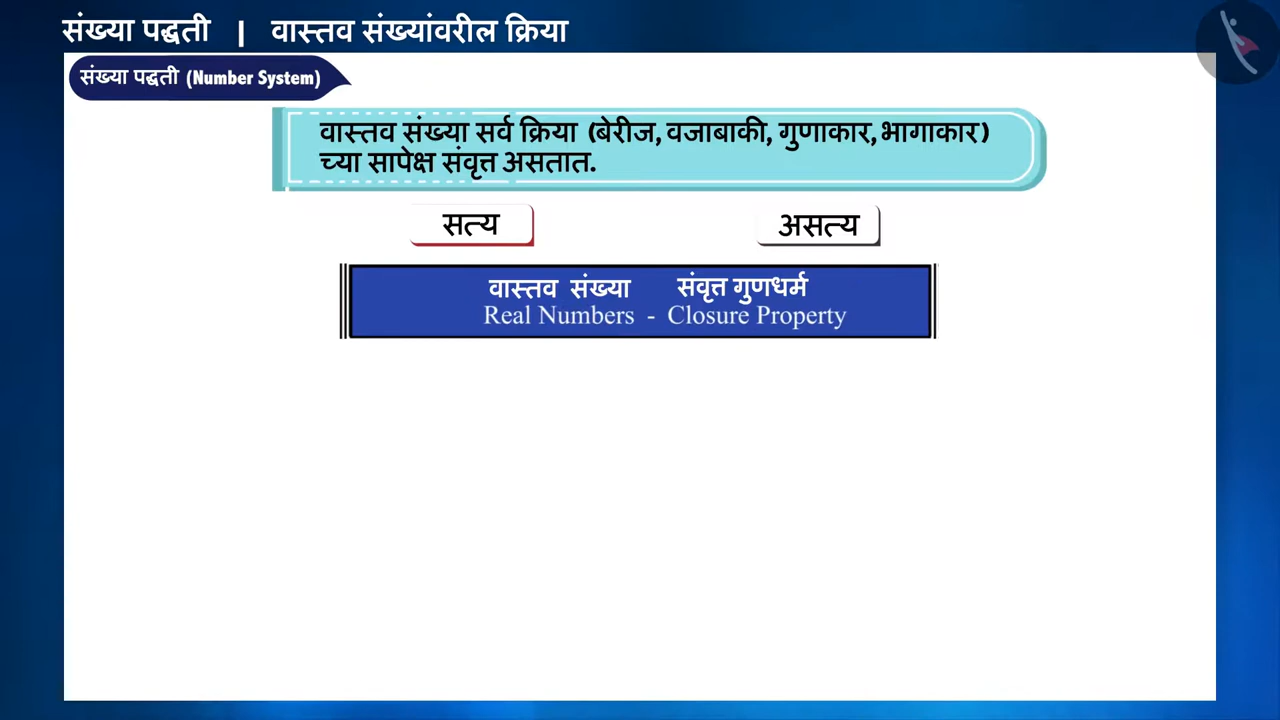 संख्या पद्धती | वास्तव संख्यांवरील क्रिया
संख्या पद्धती (Number System)
वास्तव संख्या सर्व क्रिया (बेरीज, वजाबाकी, गुणाकार, भागाकार)
च्या सापेक्ष संवृत्त असतात.
सत्य असत्य
वास्तव संख्या संवृत्त गुणधर्म
Real Numbers - Closure Property